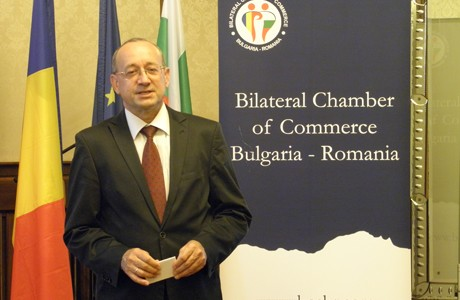 BILATERAL CHAMBER OF COMMERCE
BULGARIA - ROMANIA
Bilateral Chamber
of Commerce
Bulgaria - Romania